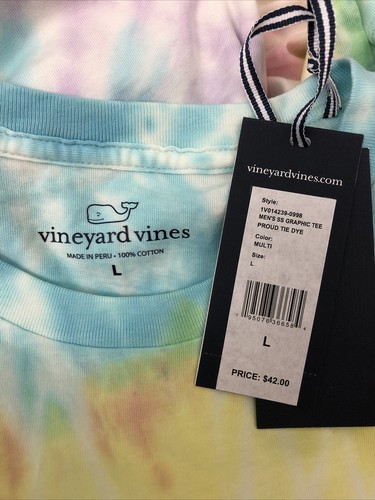 vineyard vines
MADE IN PERU • 100% COTTON
L
vineyardvines.com
Style:
1V014239-0998
MEN'S SS GRAPHIC TEE
PROUD TIE DYE
Color:
MULTI
Size:
L
L
PRICE: $42.00